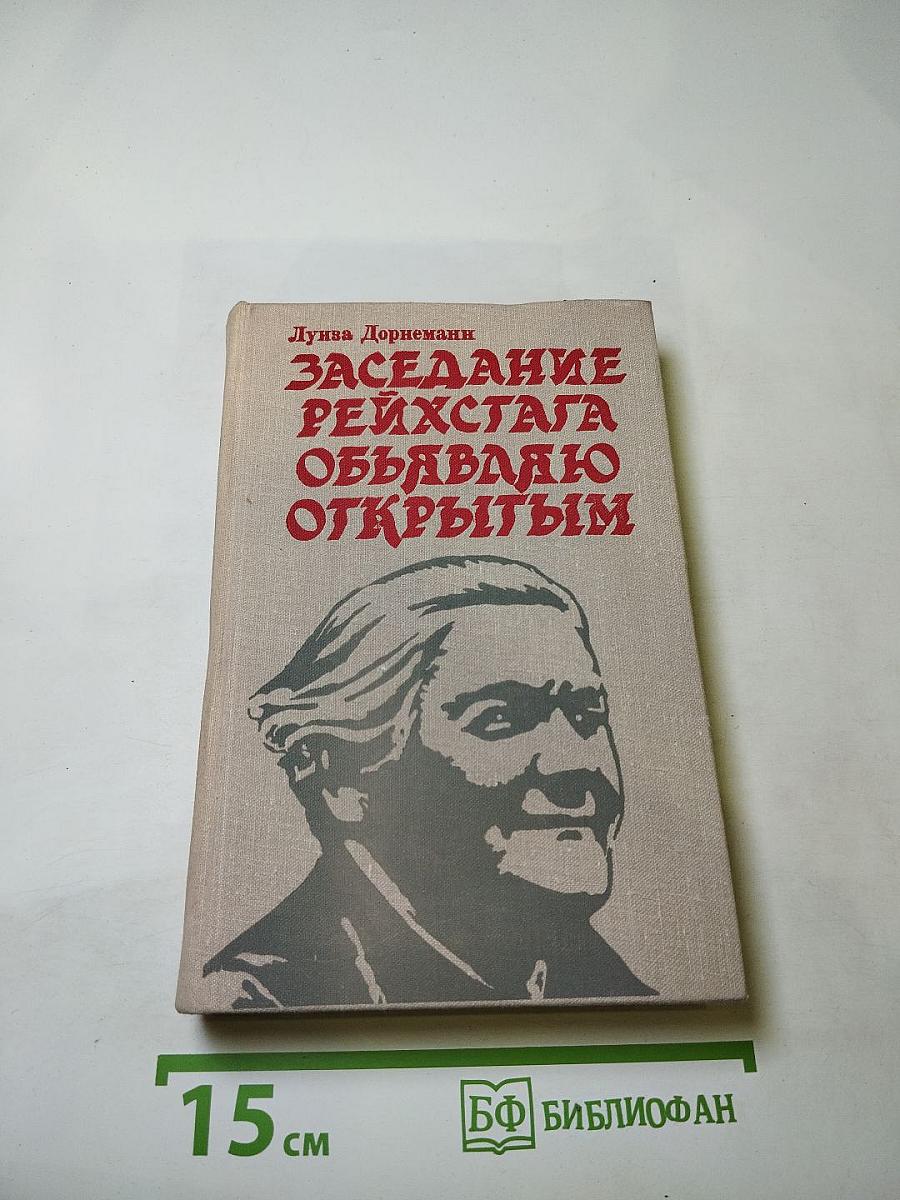 Луиза Дорнеманн
ЗАСЕДАНИЕ
РЕЙХСТАГА
ОБЪЯВЛЯЮ
ОТКРЫТЫМ
15 см
БФ БИБЛИОФАН